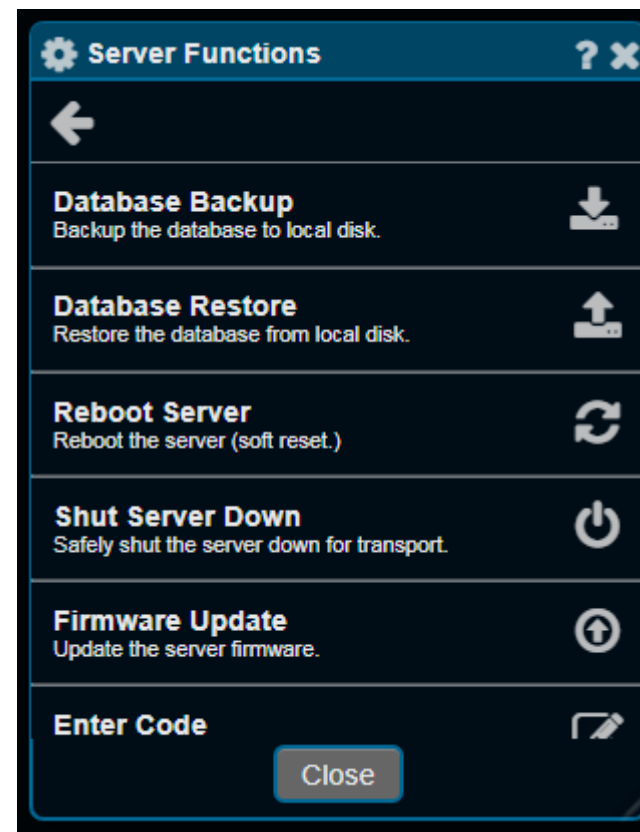 Server Functions ?
Database Backup
Backup the database to local disk.
Database Restore
Restore the database from local disk.
Reboot Server
Reboot the server (soft reset.)
Shut Server Down
Safely shut the server down for transport.
Firmware Update
Update the server firmware.
Enter Code
Close